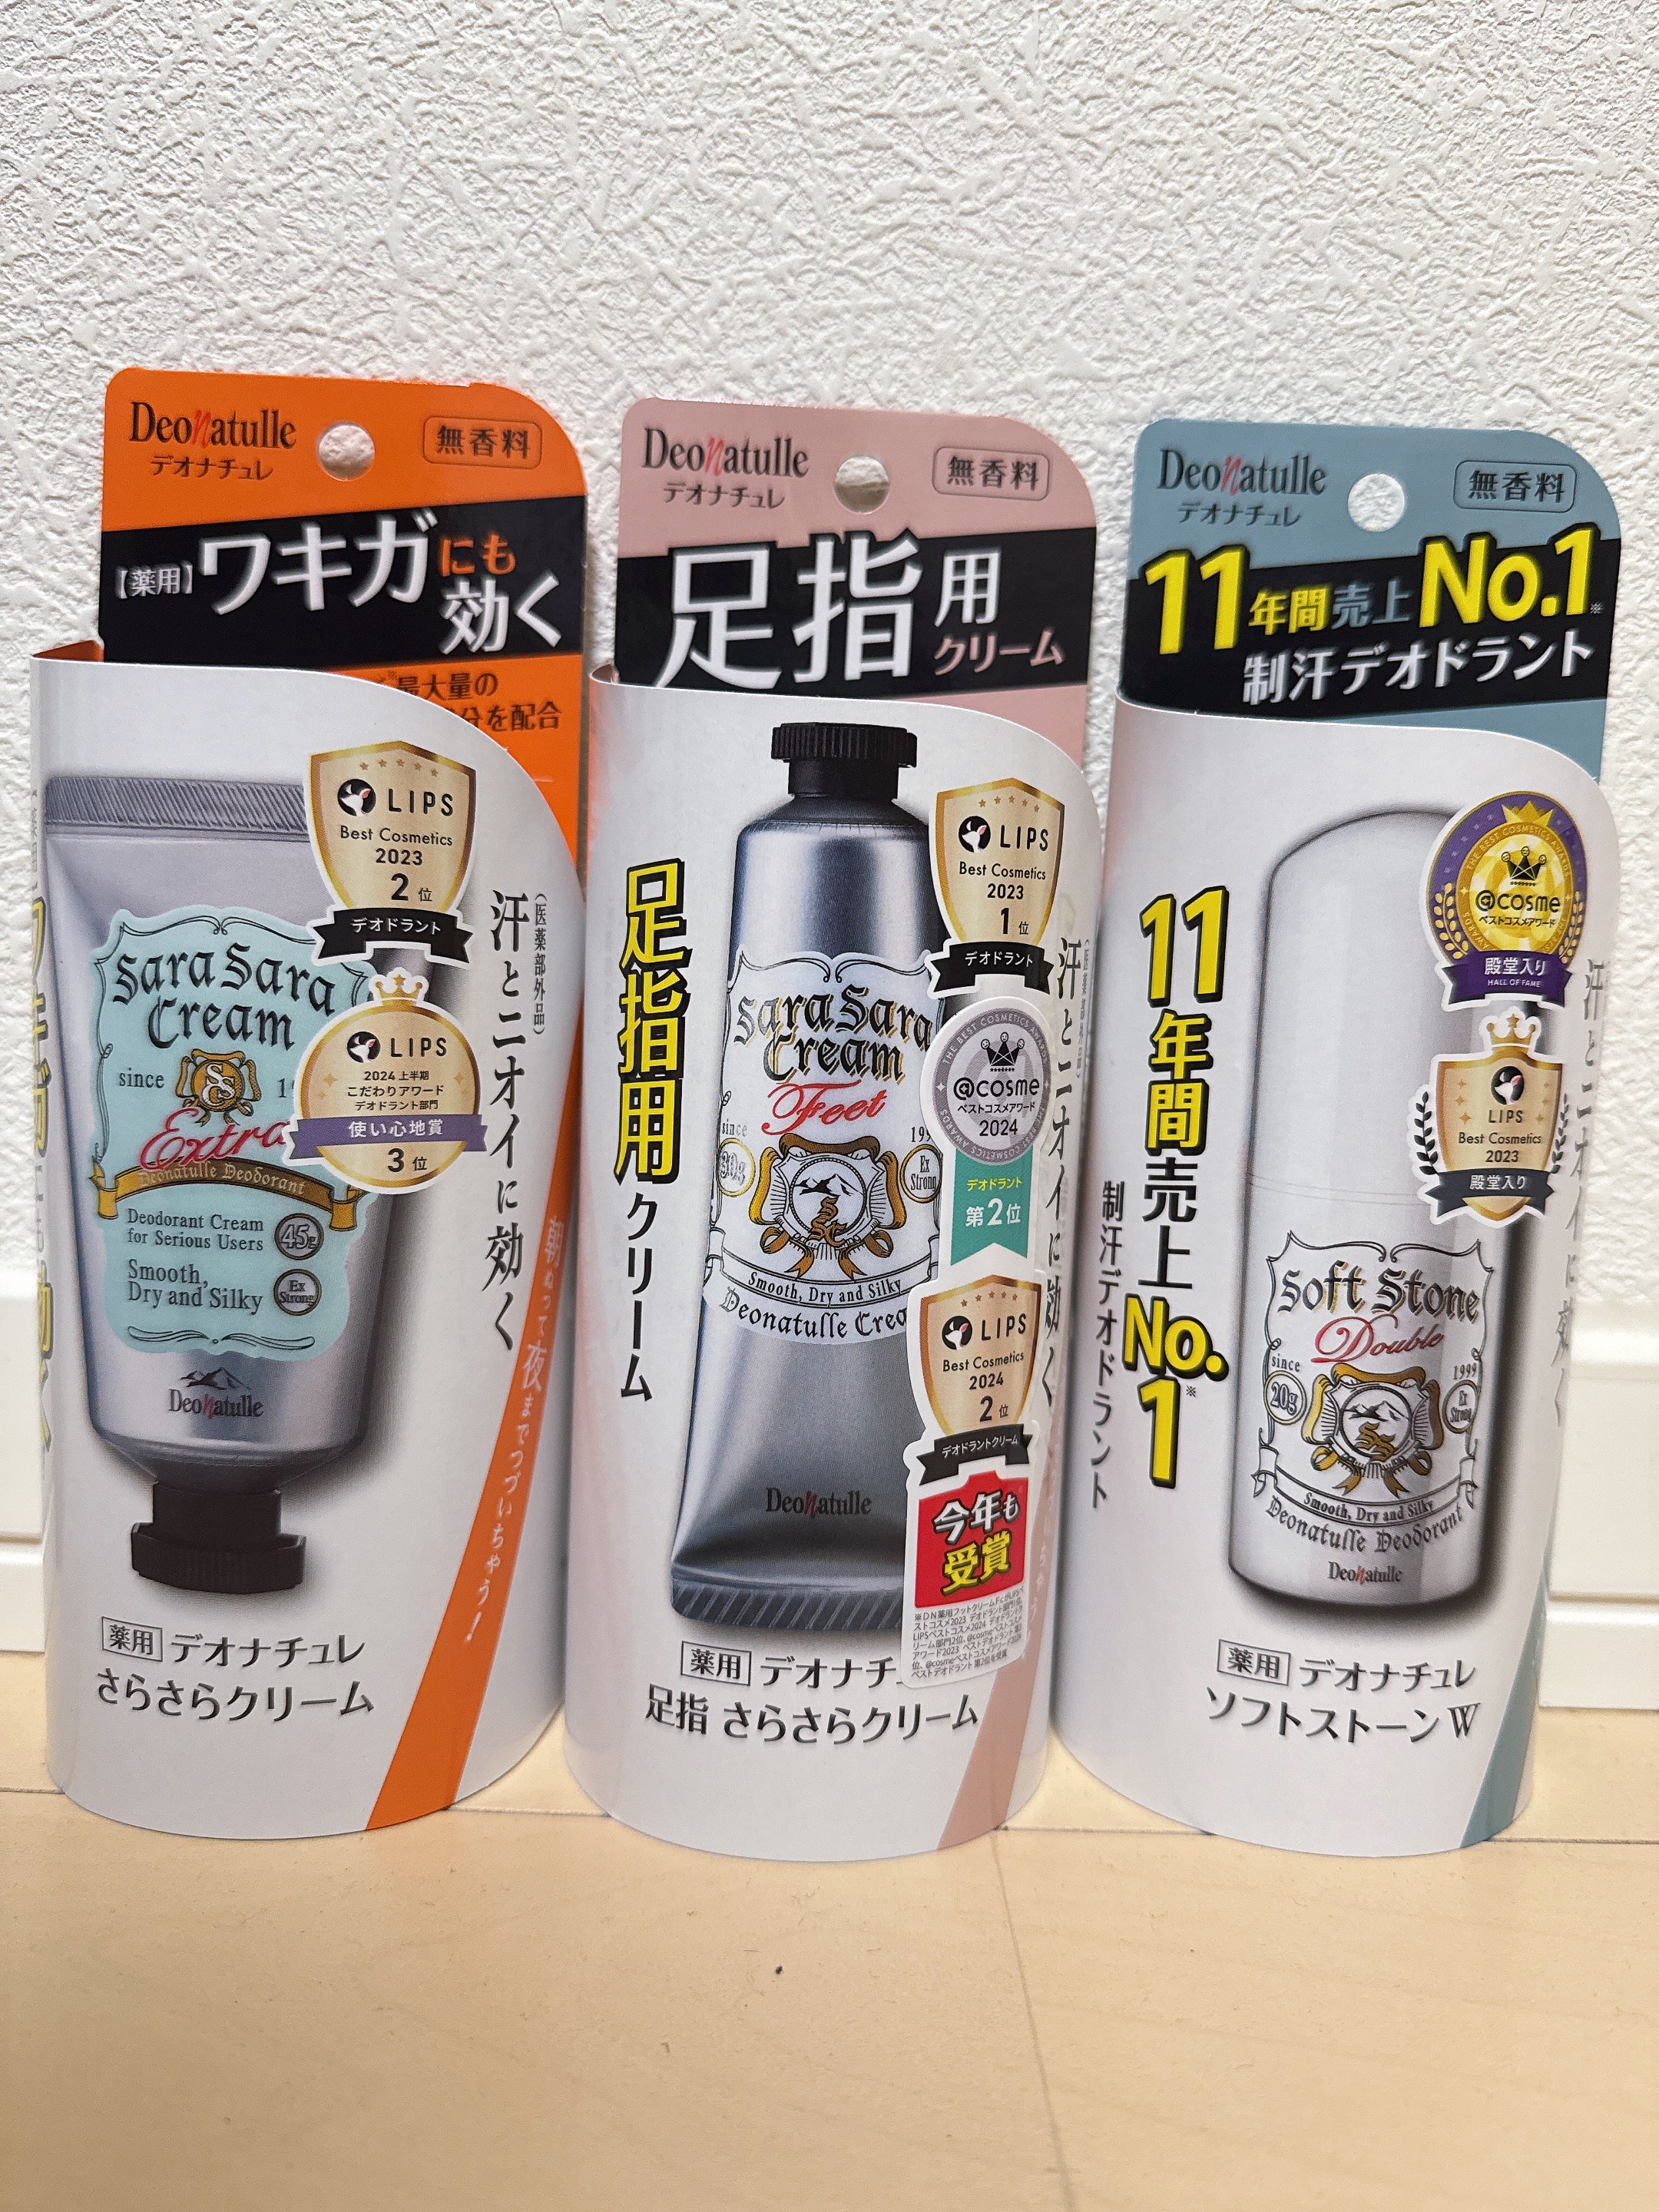 Deonatulle
デオナチュレ
無香料
【薬用】ワキガにも
効く
※最大量の
分を配合
LIPS
Best Cosmetics
2023
2位
デオドラント
LIPS
2024 上半期
こだわりアワード
デオドラント部門
使い心地賞
3位
Sara Sara
Cream
since
Extra
Deonatulle Deodorant
Deodorant Cream
for Serious Users
45g
Smooth,
Dry and Silky
Ex
Strong
Deonatulle
(医薬部外品)
汗とニオイに効く
朝ぬって夜までつづいちゃう!
薬用 デオナチュレ
さらさらクリーム
Deonatulle
デオナチュレ
無香料
足指用
クリーム
足指用クリーム
LIPS
Best Cosmetics
2023
1位
デオドラント
THE BEST COSMETICS AWARDS
@cosme
ベストコスメアワード
2024
デオドラント
第2位
LIPS
Best Cosmetics
2024
2位
デオドラントクリーム
今年も
受賞
Sara Sara
Cream
Feet
since
199
30g
Ex
Strong
SSC
Smooth, Dry and Silky
Deonatulle Crea
Deonatulle
汗とニオイに効く
薬用 デオナチ
足指 さらさらクリーム
Deonatulle
デオナチュレ
無香料
11年間売上No.1※
制汗デオドラント
11年間売上No.1※
制汗デオドラント
THE BEST COSMETICS AWARDS
@cosme
ベストコスメアワード
殿堂入り
HALL OF FAME
LIPS
Best Cosmetics
2023
殿堂入り
Soft Stone
Double
since
1999
20g
Ex
Strong
Smooth, Dry and Silky
Deonatulle Deodorant
Deonatulle
薬用 デオナチュレ
ソフトストーンW